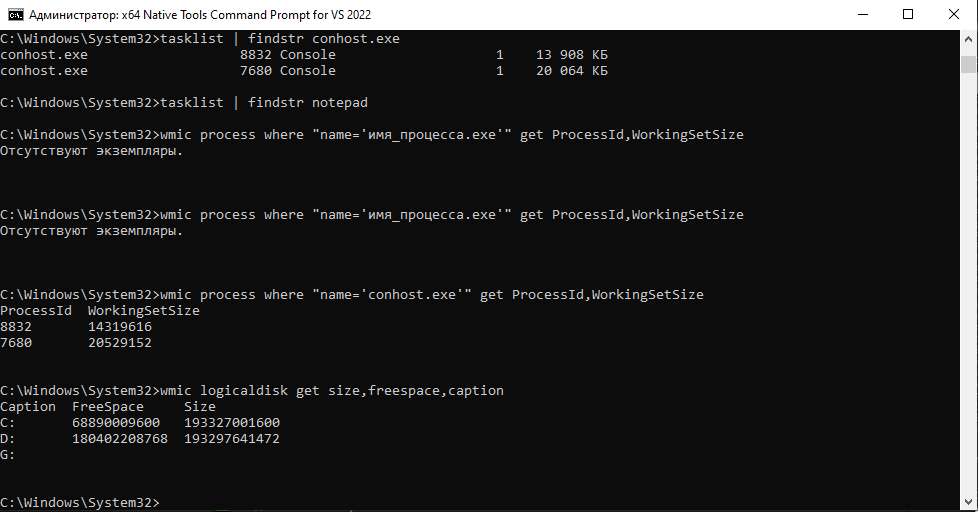 Администратор: x64 Native Tools Command Prompt for VS 2022
C:\Windows\System32>tasklist | findstr conhost.exe
conhost.exe                   8832 Console                    1    13 908 КБ
conhost.exe                   7680 Console                    1    20 064 КБ
C:\Windows\System32>tasklist | findstr notepad
C:\Windows\System32>wmic process where "name='имя_процесса.exe'" get ProcessId,WorkingSetSize
Отсутствуют экземпляры.
C:\Windows\System32>wmic process where "name='имя_процесса.exe'" get ProcessId,WorkingSetSize
Отсутствуют экземпляры.
C:\Windows\System32>wmic process where "name='conhost.exe'" get ProcessId,WorkingSetSize
ProcessId  WorkingSetSize
8832       14319616
7680       20529152
C:\Windows\System32>wmic logicaldisk get size,freespace,caption
Caption  FreeSpace     Size
C:       68890009600   193327001600
D:       180402208768  193297641472
G:
C:\Windows\System32>